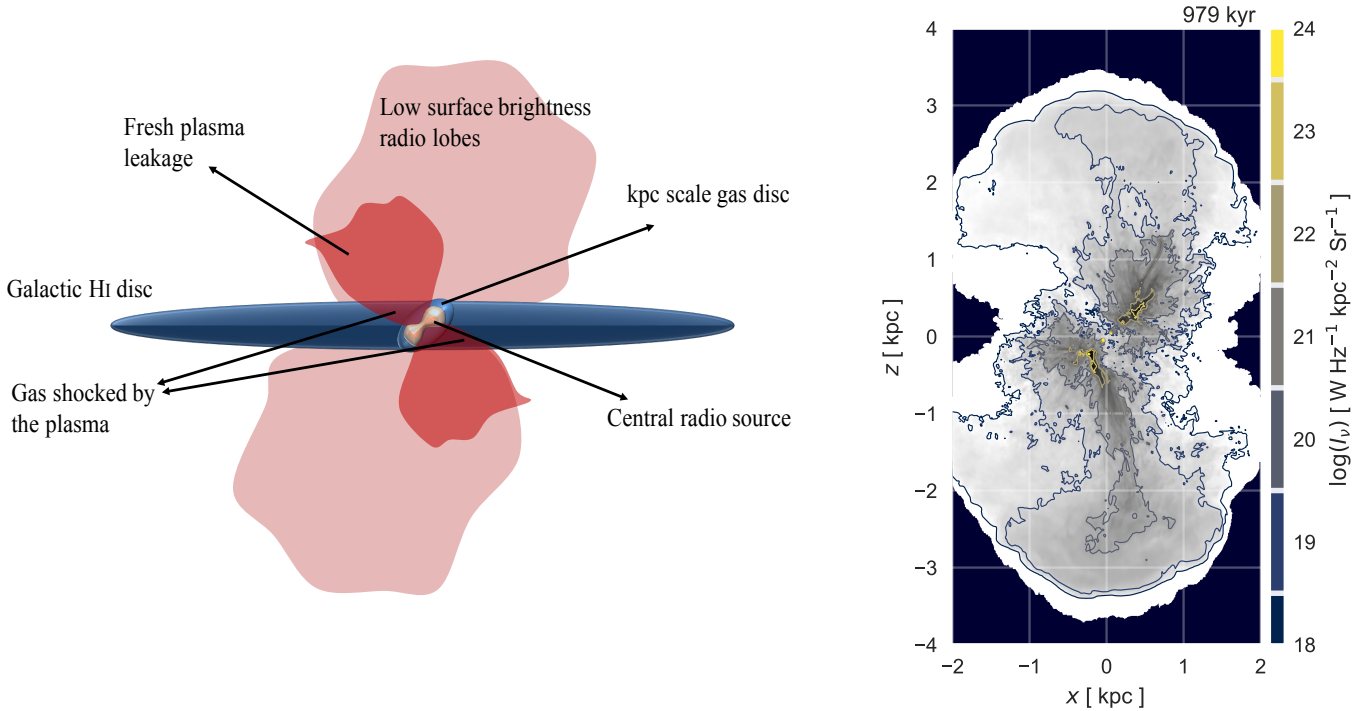 Low surface brightness
radio lobes
Fresh plasma
leakage
kpc scale gas disc
Galactic HI disc
Gas shocked by
the plasma
Central radio source
979 kyr
4
3
2
1
0
−1
−2
−3
−4
z [ kpc ]
−2
−1
0
1
2
x [ kpc ]
24
23
22
21
20
19
18
log(Iν) [ W Hz⁻¹ kpc⁻² Sr⁻¹ ]